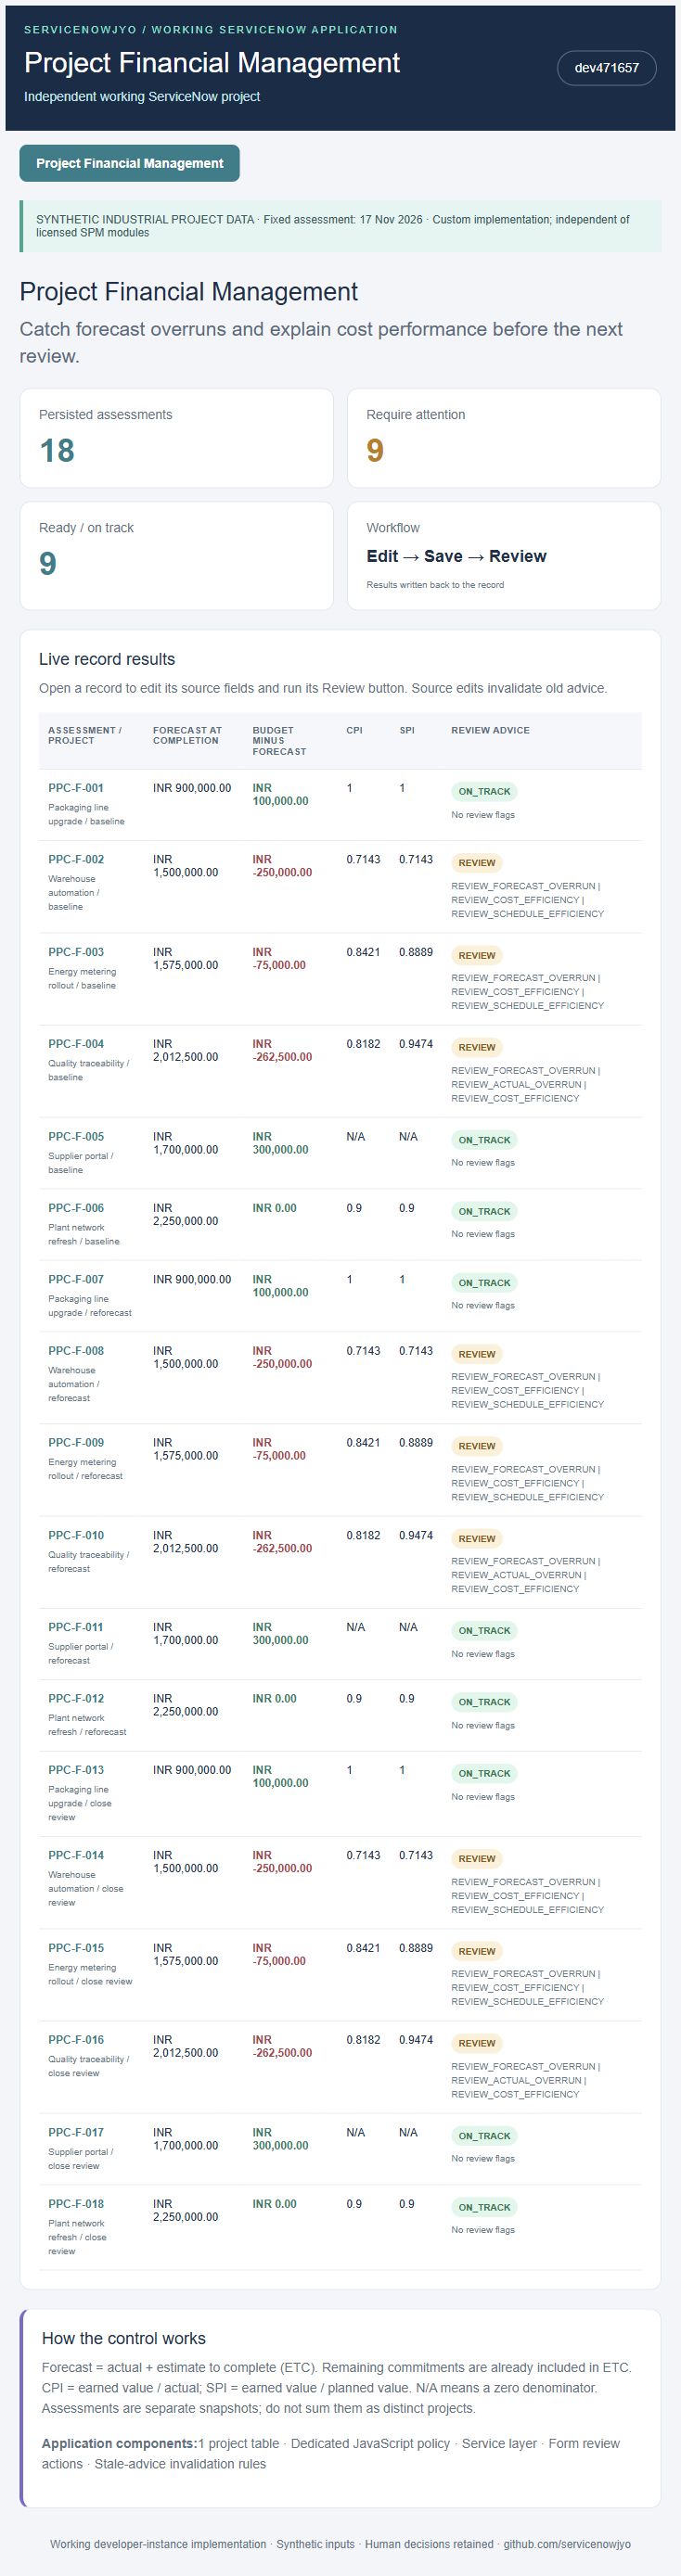 SERVICENOWJYO / WORKING SERVICENOW APPLICATION
Project Financial Management
dev471657
Independent working ServiceNow project
Project Financial Management
SYNTHETIC INDUSTRIAL PROJECT DATA · Fixed assessment: 17 Nov 2026 · Custom implementation; independent of
licensed SPM modules
Project Financial Management
Catch forecast overruns and explain cost performance before the next
review.
Persisted assessments
18
Require attention
9
Ready / on track
9
Workflow
Edit → Save → Review
Results written back to the record
Live record results
Open a record to edit its source fields and run its Review button. Source edits invalidate old advice.
ASSESSMENT / PROJECT FORECAST AT COMPLETION BUDGET MINUS FORECAST CPI SPI REVIEW ADVICE
PPC-F-001 INR 900,000.00 INR 100,000.00 1 1 ON_TRACK
Packaging line
upgrade / baseline
No review flags
PPC-F-002 INR 1,500,000.00 INR -250,000.00 0.7143 0.7143 REVIEW
Warehouse
automation /
baseline
REVIEW_FORECAST_OVERRUN |
REVIEW_COST_EFFICIENCY |
REVIEW_SCHEDULE_EFFICIENCY
PPC-F-003 INR 1,575,000.00 INR -75,000.00 0.8421 0.8889 REVIEW
Energy metering
rollout / baseline
REVIEW_FORECAST_OVERRUN |
REVIEW_COST_EFFICIENCY |
REVIEW_SCHEDULE_EFFICIENCY
PPC-F-004 INR 2,012,500.00 INR -262,500.00 0.8182 0.9474 REVIEW
Quality traceability /
baseline
REVIEW_FORECAST_OVERRUN |
REVIEW_ACTUAL_OVERRUN |
REVIEW_COST_EFFICIENCY
PPC-F-005 INR 1,700,000.00 INR 300,000.00 N/A N/A ON_TRACK
Supplier portal /
baseline
No review flags
PPC-F-006 INR 2,250,000.00 INR 0.00 0.9 0.9 ON_TRACK
Plant network
refresh / baseline
No review flags
PPC-F-007 INR 900,000.00 INR 100,000.00 1 1 ON_TRACK
Packaging line
upgrade / reforecast
No review flags
PPC-F-008 INR 1,500,000.00 INR -250,000.00 0.7143 0.7143 REVIEW
Warehouse
automation /
reforecast
REVIEW_FORECAST_OVERRUN |
REVIEW_COST_EFFICIENCY |
REVIEW_SCHEDULE_EFFICIENCY
PPC-F-009 INR 1,575,000.00 INR -75,000.00 0.8421 0.8889 REVIEW
Energy metering
rollout / reforecast
REVIEW_FORECAST_OVERRUN |
REVIEW_COST_EFFICIENCY |
REVIEW_SCHEDULE_EFFICIENCY
PPC-F-010 INR 2,012,500.00 INR -262,500.00 0.8182 0.9474 REVIEW
Quality traceability /
reforecast
REVIEW_FORECAST_OVERRUN |
REVIEW_ACTUAL_OVERRUN |
REVIEW_COST_EFFICIENCY
PPC-F-011 INR 1,700,000.00 INR 300,000.00 N/A N/A ON_TRACK
Supplier portal /
reforecast
No review flags
PPC-F-012 INR 2,250,000.00 INR 0.00 0.9 0.9 ON_TRACK
Plant network
refresh / reforecast
No review flags
PPC-F-013 INR 900,000.00 INR 100,000.00 1 1 ON_TRACK
Packaging line
upgrade / close
review
No review flags
PPC-F-014 INR 1,500,000.00 INR -250,000.00 0.7143 0.7143 REVIEW
Warehouse
automation / close
review
REVIEW_FORECAST_OVERRUN |
REVIEW_COST_EFFICIENCY |
REVIEW_SCHEDULE_EFFICIENCY
PPC-F-015 INR 1,575,000.00 INR -75,000.00 0.8421 0.8889 REVIEW
Energy metering
rollout / close review
REVIEW_FORECAST_OVERRUN |
REVIEW_COST_EFFICIENCY |
REVIEW_SCHEDULE_EFFICIENCY
PPC-F-016 INR 2,012,500.00 INR -262,500.00 0.8182 0.9474 REVIEW
Quality traceability /
close review
REVIEW_FORECAST_OVERRUN |
REVIEW_ACTUAL_OVERRUN |
REVIEW_COST_EFFICIENCY
PPC-F-017 INR 1,700,000.00 INR 300,000.00 N/A N/A ON_TRACK
Supplier portal /
close review
No review flags
PPC-F-018 INR 2,250,000.00 INR 0.00 0.9 0.9 ON_TRACK
Plant network
refresh / close
review
No review flags
How the control works
Forecast = actual + estimate to complete (ETC). Remaining commitments are already included in ETC.
CPI = earned value / actual; SPI = earned value / planned value. N/A means a zero denominator.
Assessments are separate snapshots; do not sum them as distinct projects.
Application components:1 project table · Dedicated JavaScript policy · Service layer · Form review
actions · Stale-advice invalidation rules
Working developer-instance implementation · Synthetic inputs · Human decisions retained · github.com/servicenowjyo